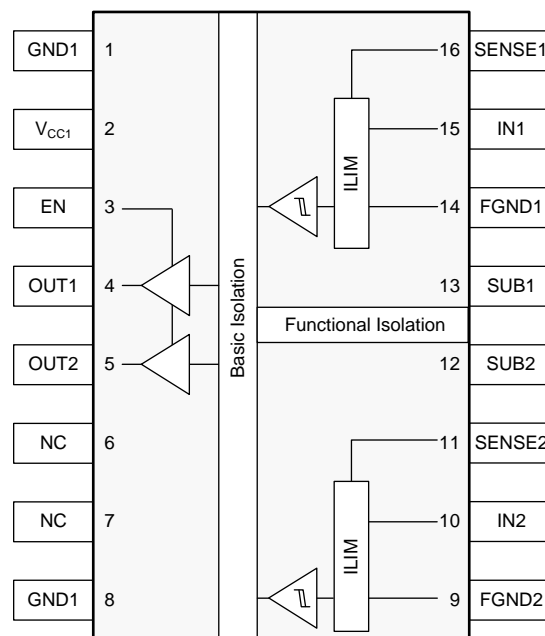 GND1 1
16 SENSE1
VCC1 2
15 IN1
EN 3
14 FGND1
OUT1 4
13 SUB1
OUT2 5
12 SUB2
NC 6
11 SENSE2
NC 7
10 IN2
GND1 8
9 FGND2
ILIM
Basic Isolation
Functional Isolation
ILIM